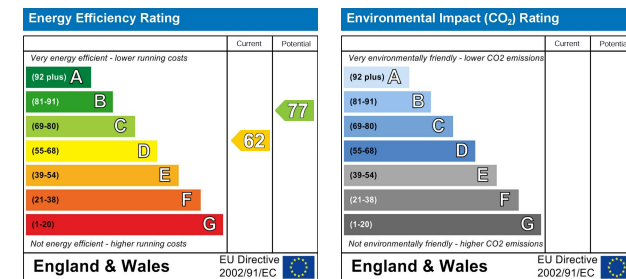 Energy Efficiency Rating
Current Potential
Very energy efficient - lower running costs
(92 plus) A
(81-91) B
(69-80) C
(55-68) D
(39-54) E
(21-38) F
(1-20) G
62
77
Not energy efficient - higher running costs
England & Wales
EU Directive
2002/91/EC
Environmental Impact (CO₂) Rating
Current Potential
Very environmentally friendly - lower CO2 emissions
(92 plus) A
(81-91) B
(69-80) C
(55-68) D
(39-54) E
(21-38) F
(1-20) G
Not environmentally friendly - higher CO2 emissions
England & Wales
EU Directive
2002/91/EC